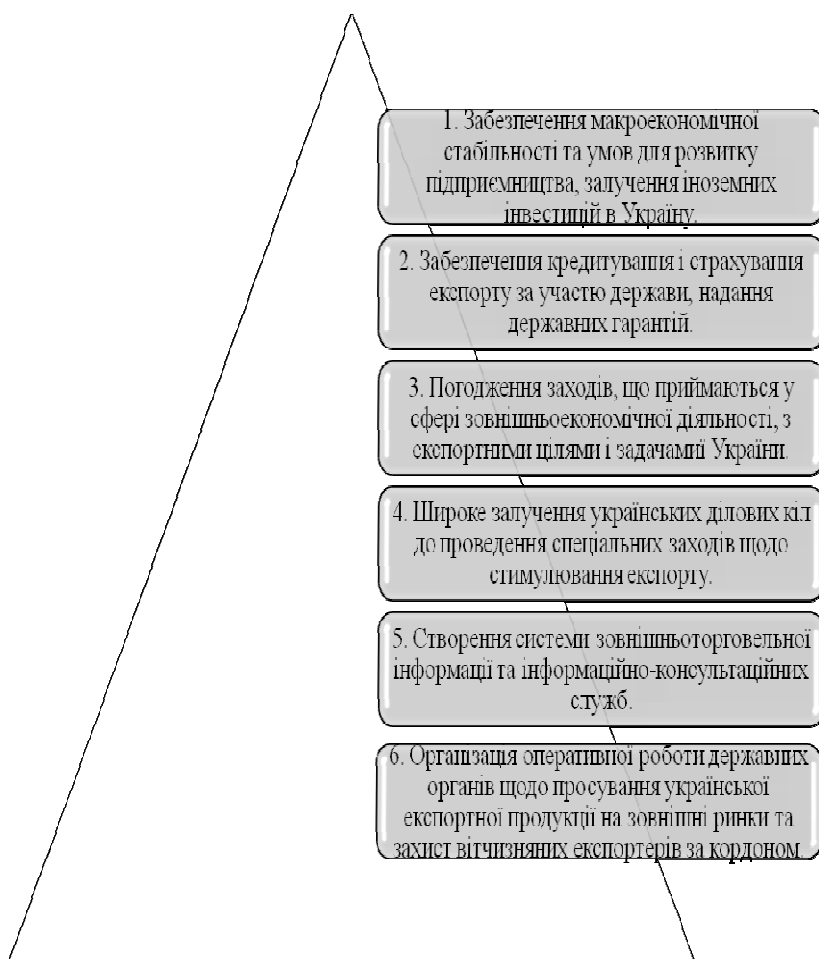 1. Забезпечення макроекономічної
стабільності та умов для розвитку
підприємництва, залучення іноземних
інвестицій в Україну.
2. Забезпечення кредитування і страхування
експорту за участю держави, надання
державних гарантій.
3. Погодження заходів, що приймаються у
сфері зовнішньоекономічної діяльності, з
експортними цілями і задачамиї України.
4. Широке залучення українських ділових кіл
до проведення спеціальних заходів щодо
стимулювання експорту.
5. Створення системи зовнішньоторговельної
інформації та інформаційно-консультаційних
служб.
6. Організація оперативної роботи державних
органів щодо просування української
експортної продукції на зовнішні ринки та
захист вітчизняних експортерів за кордоном.